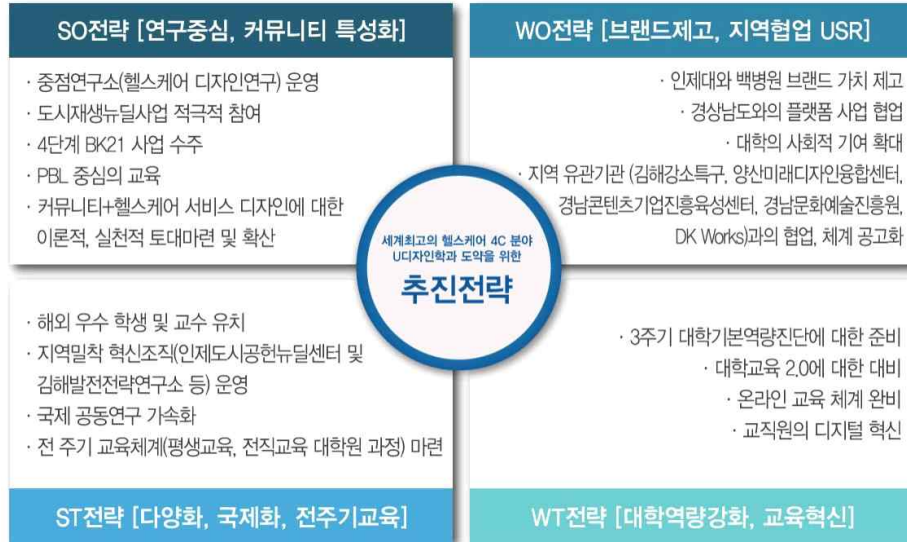 SO전략 [연구중심, 커뮤니티 특성화]
· 중점연구소(헬스케어 디자인연구) 운영
· 도시재생뉴딜사업 적극적 참여
· 4단계 BK21 사업 수주
· PBL 중심의 교육
· 커뮤니티+헬스케어 서비스 디자인에 대한
이론적, 실천적 토대마련 및 확산
WO전략 [브랜드제고, 지역협업 USR]
· 인제대와 백병원 브랜드 가치 제고
· 경상남도와의 플랫폼 사업 협업
· 대학의 사회적 기여 확대
· 지역 유관기관 (김해강소특구, 양산미래디자인융합센터,
경남콘텐츠기업진흥육성센터, 경남문화예술진흥원,
DK Works)과의 협업, 체계 공고화
세계최고의 헬스케어 4C 분야
U디자인학과 도약을 위한
추진전략
· 해외 우수 학생 및 교수 유치
· 지역밀착 혁신조직(인제도시공헌뉴딜센터 및
김해발전전략연구소 등) 운영
· 국제 공동연구 가속화
· 전 주기 교육체계(평생교육, 전직교육 대학원 과정) 마련
ST전략 [다양화, 국제화, 전주기교육]
· 3주기 대학기본역량진단에 대한 준비
· 대학교육 2.0에 대한 대비
· 온라인 교육 체계 완비
· 교직원의 디지털 혁신
WT전략 [대학역량강화, 교육혁신]